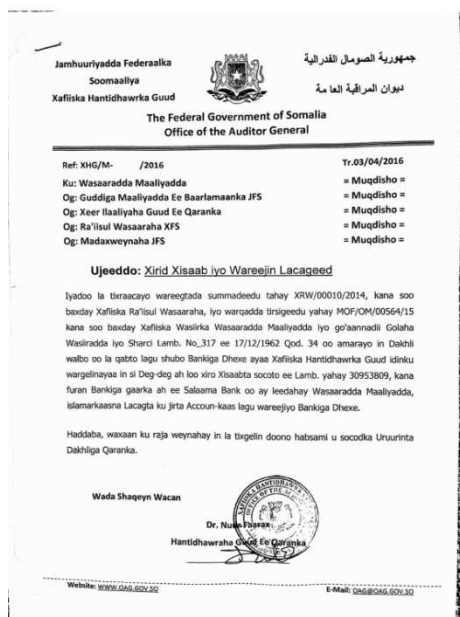 Jamhuuriyadda Federaalka
Soomaaliya
Xafiiska Hantidhawrka Guud
جمهورية الصومال الفدرالية
ديوان المراقبة العامة
The Federal Government of Somalia
Office of the Auditor General
Ref: XHG/M- /2016 Tr.03/04/2016
Ku: Wasaaradda Maaliyadda = Muqdisho =
Og: Guddiga Maaliyadda Ee Baarlamaanka JFS = Muqdisho =
Og: Xeer Ilaaliyaha Guud Ee Qaranka = Muqdisho =
Og: Ra'iisul Wasaaraha XFS = Muqdisho =
Og: Madaxweynaha JFS = Muqdisho =
Ujeeddo: Xirid Xisaab iyo Wareejin Lacageed
Iyadoo la tixraacayo wareegtada summadeedu tahay XRW/00010/2014, kana soo
baxday Xafiiska Ra'iisul Wasaaraha, iyo warqadda tirsigeedu yahay MOF/OM/00564/15
kana soo baxday Xafiiska Wasiirka Wasaaradda Maaliyadda iyo go'aannadii Golaha
Wasiiradda iyo Sharci Lamb. No_317 ee 17/12/1962 Qod. 34 oo amarayo in Dakhli
walbo oo la qabto lagu shubo Bankiga Dhexe ayaa Xafiiska Hantidhawrka Guud idinku
wargelinayaa in si Deg-deg ah loo xiro Xisaabta socoto ee Lamb. yahay 30953809, kana
furan Bankiga gaarka ah ee Salaama Bank oo ay leedahay Wasaaradda Maaliyadda,
islamarkaasna Lacagta ku jirta Accoun-kaas lagu wareejiyo Bankiga Dhexe.
Haddaba, waxaan ku raja weynahay in la tixgelin doono habsami u socodka Uruurinta
Dakhliga Qaranka.
Wada Shaqeyn Wacan
Dr. Nuur Faarax
Hantidhawraha Guud Ee Qaranka
Website: WWW.OAG.GOV.SO E-Mail: OAG@OAG.GOV.SO